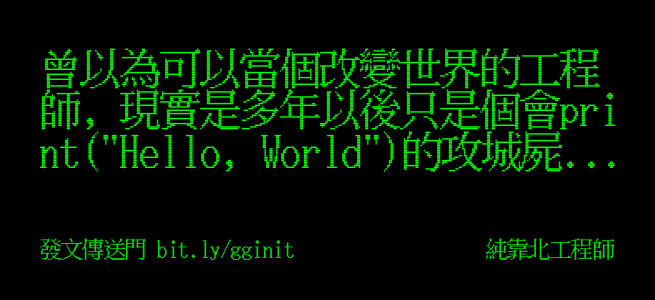 曾以為可以當個改變世界的工程
師, 現實是多年以後只是個會pri
nt("Hello, World")的攻城屍...
發文傳送門 bit.ly/gginit
純靠北工程師